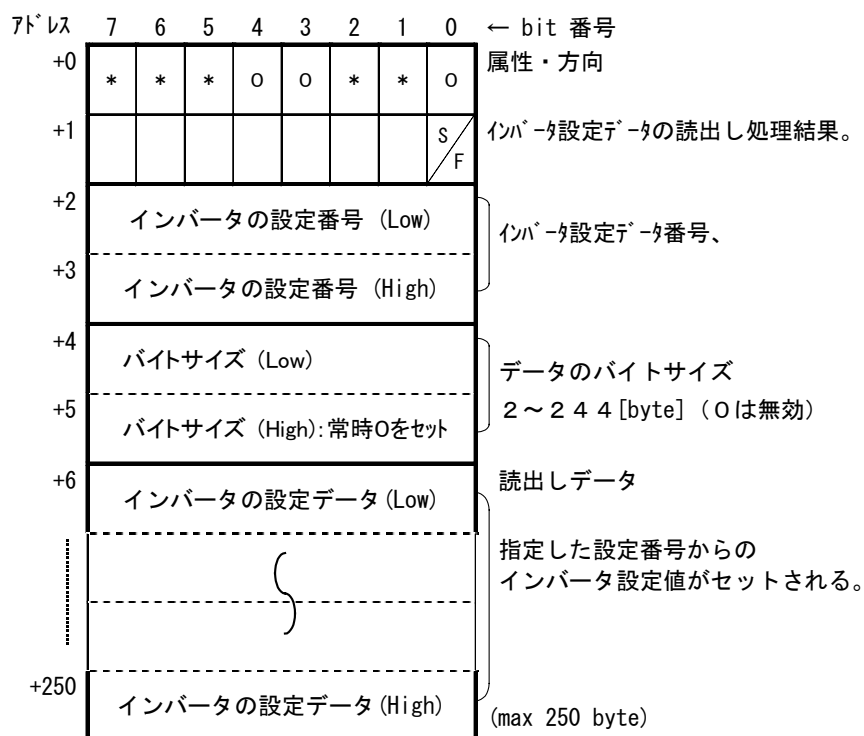 ｱﾄﾞﾚｽ 7 6 5 4 3 2 1 0 ← bit 番号
+0 * * * 0 0 * * 0 属性・方向
+1 S/F ｲﾝﾊﾞｰﾀ設定ﾃﾞｰﾀの読出し処理結果。
+2 インバータの設定番号 (Low)
ｲﾝﾊﾞｰﾀ設定ﾃﾞｰﾀ番号、
+3 インバータの設定番号 (High)
+4 バイトサイズ (Low)
データのバイトサイズ
２～２４４[byte]（０は無効）
+5 バイトサイズ (High):常時0をセット
+6 インバータの設定データ(Low) 読出しデータ
指定した設定番号からの
インバータ設定値がセットされる。
+250 インバータの設定データ(High) (max 250 byte)